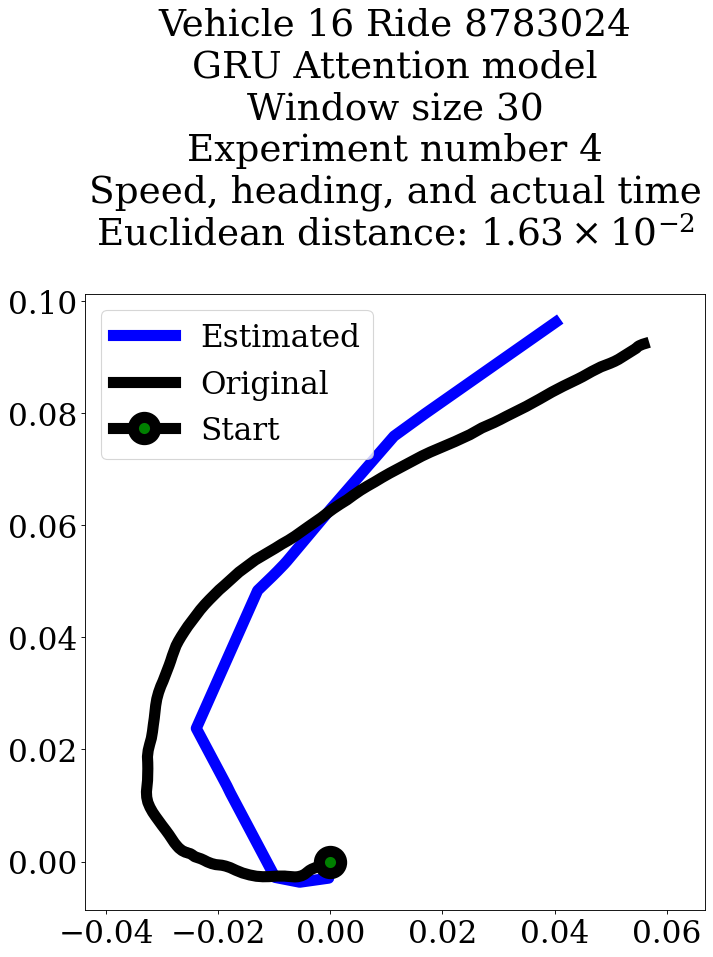 Vehicle 16 Ride 8783024
GRU Attention model
Window size 30
Experiment number 4
Speed, heading, and actual time
Euclidean distance: 1.63 × 10⁻²
0.10
0.08
0.06
0.04
0.02
0.00
Estimated
Original
Start
−0.04 −0.02 0.00 0.02 0.04 0.06